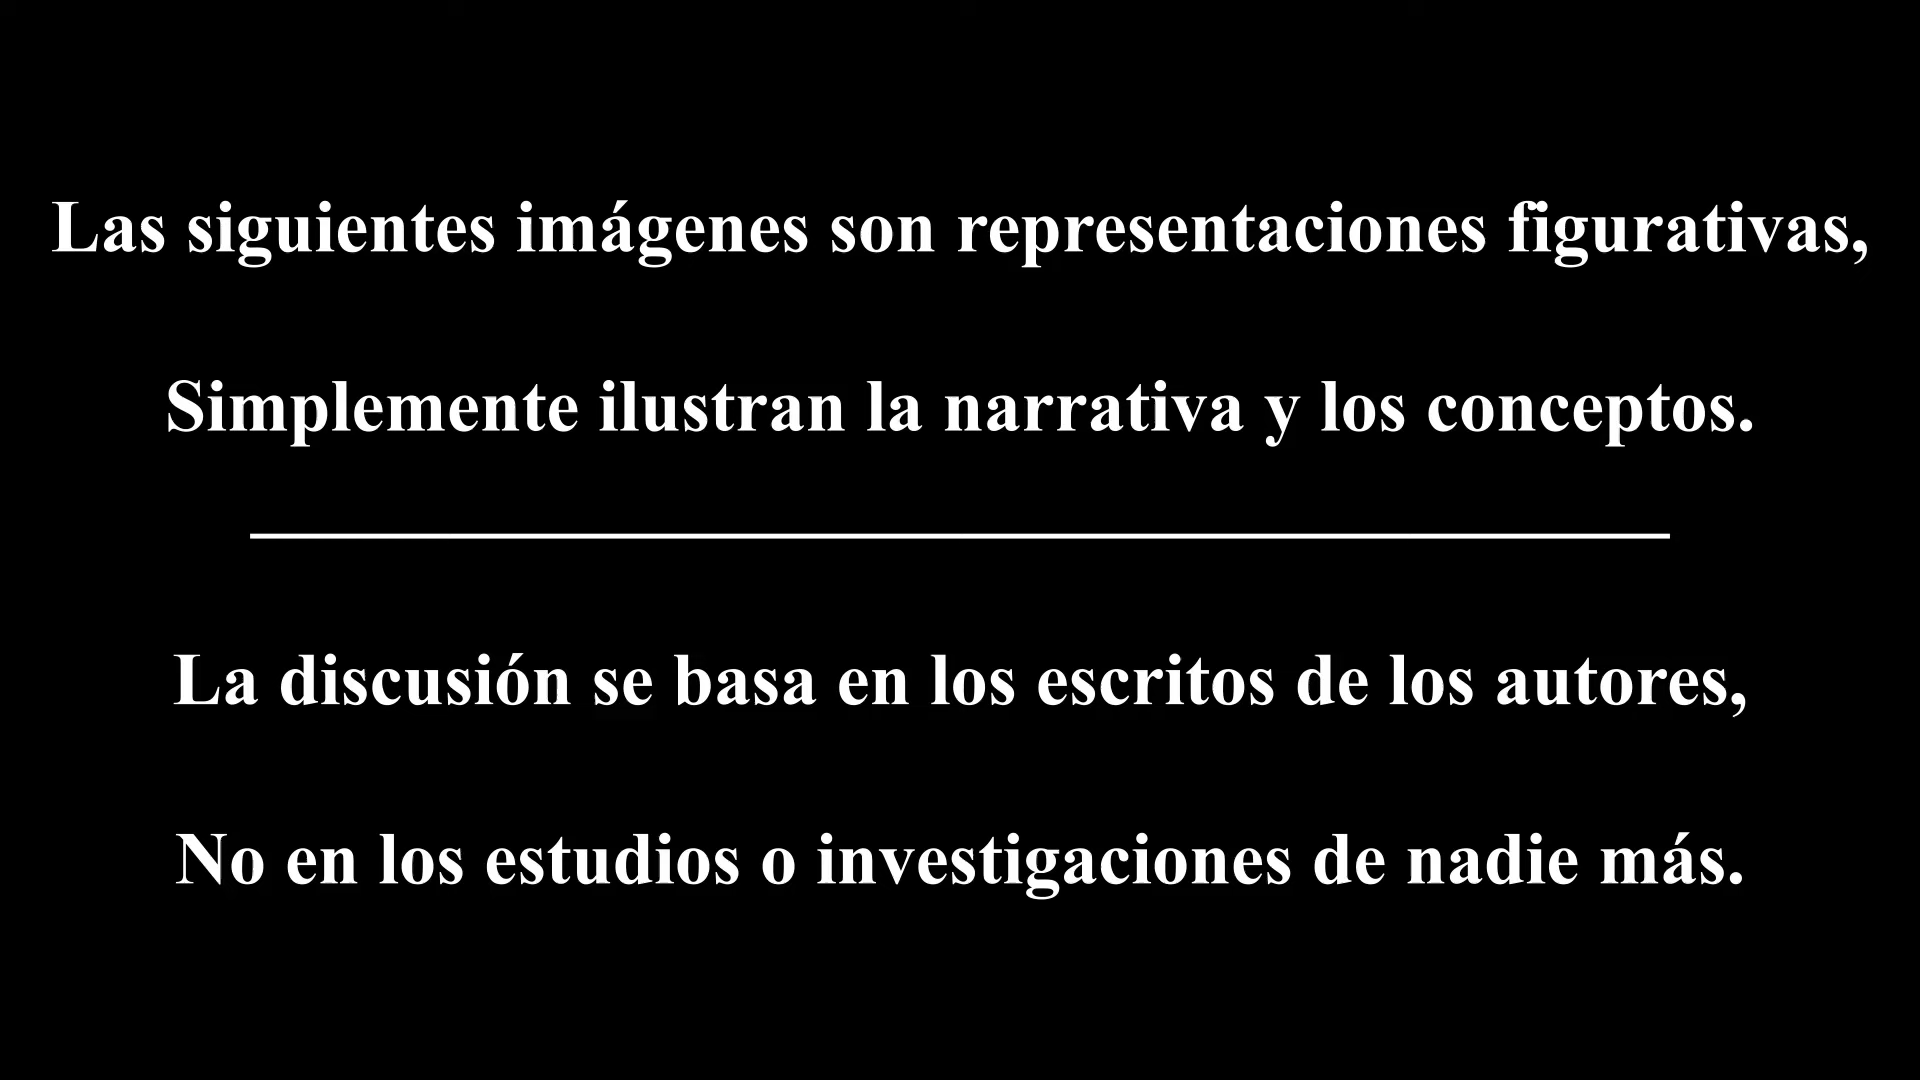 Las siguientes imágenes son representaciones figurativas,
Simplemente ilustran la narrativa y los conceptos.
La discusión se basa en los escritos de los autores,
No en los estudios o investigaciones de nadie más.